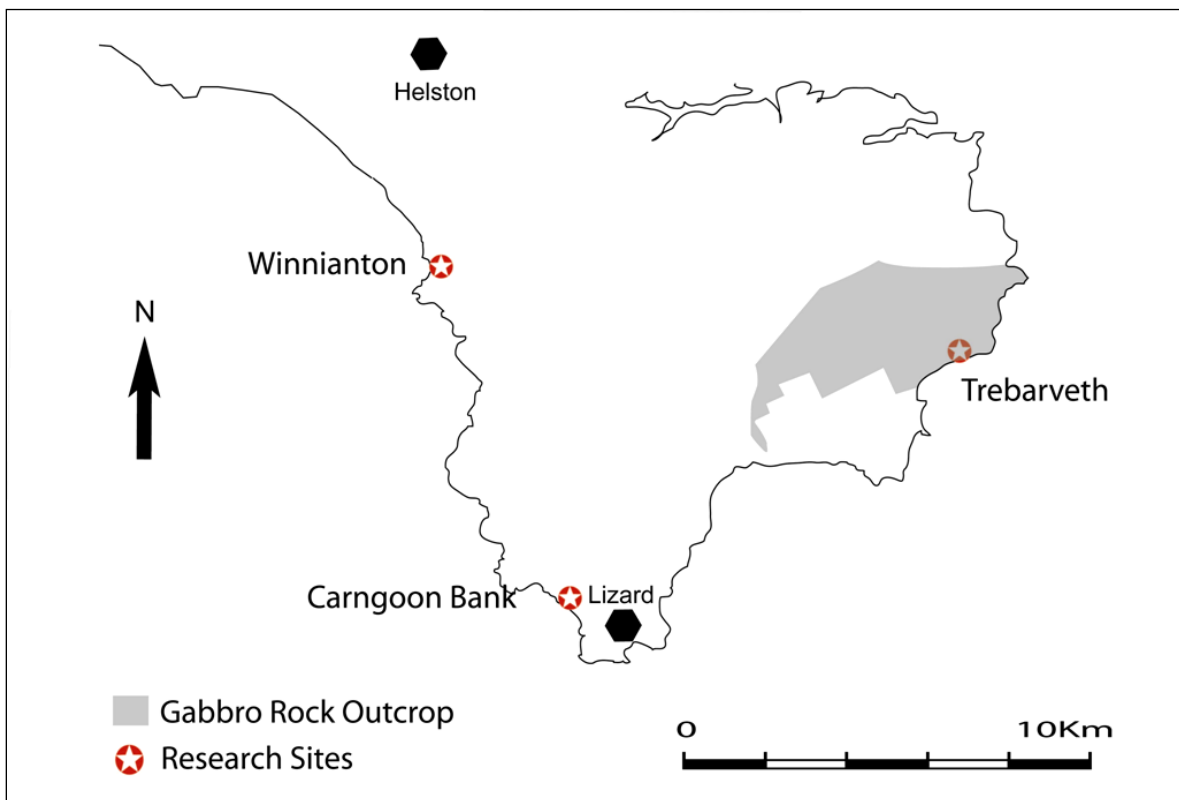 Helston
Winnianton
N
Trebarveth
Carngoon Bank
Lizard
Gabbro Rock Outcrop
0 10Km
Research Sites